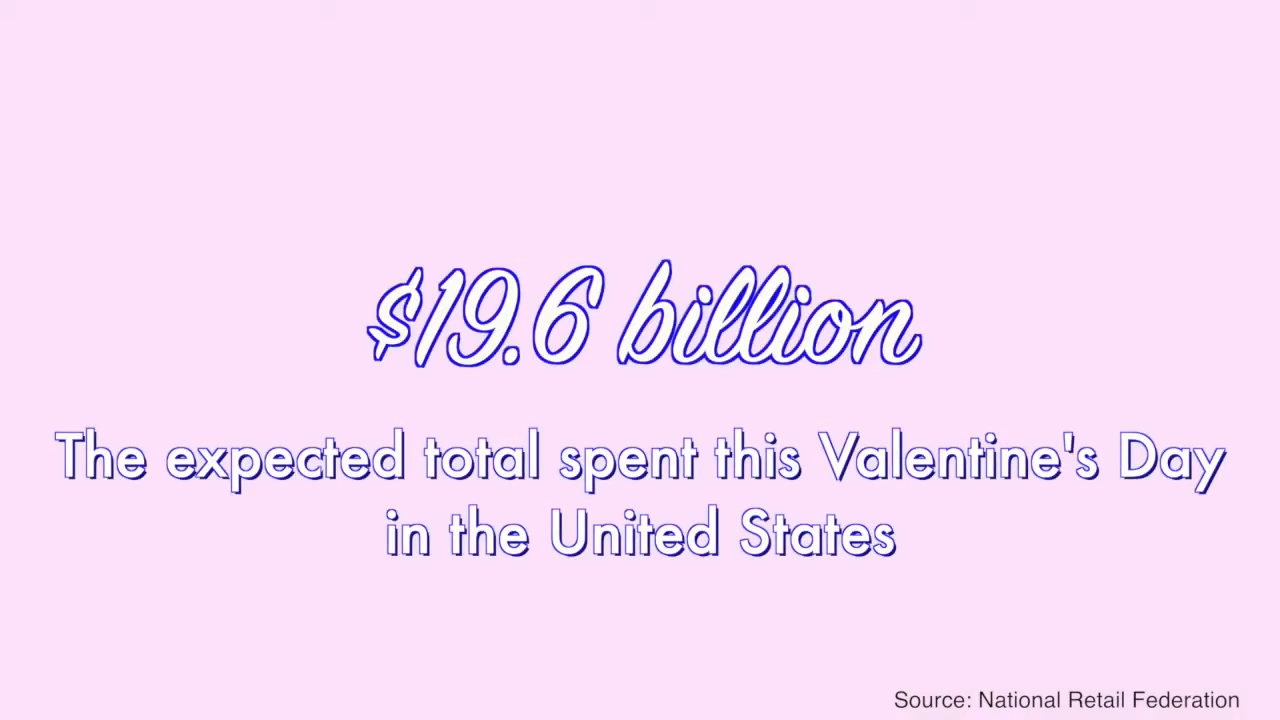 $19.6 billion
The expected total spent this Valentine's Day
in the United States
Source: National Retail Federation